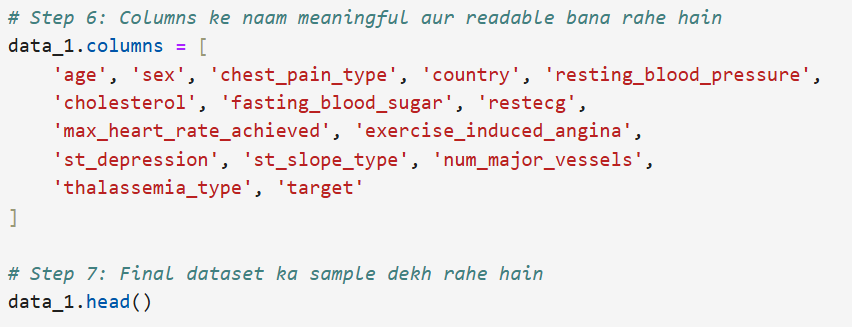 # Step 6: Columns ke naam meaningful aur readable bana rahe hain
data_1.columns = [
    'age', 'sex', 'chest_pain_type', 'country', 'resting_blood_pressure',
    'cholesterol', 'fasting_blood_sugar', 'restecg',
    'max_heart_rate_achieved', 'exercise_induced_angina',
    'st_depression', 'st_slope_type', 'num_major_vessels',
    'thalassemia_type', 'target'
]

# Step 7: Final dataset ka sample dekh rahe hain
data_1.head()